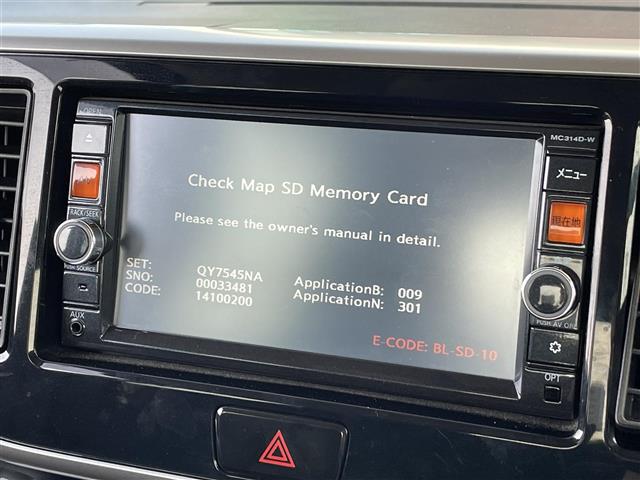 OPEN
MC314D-W
メニュー
現在地
TRACK/SEEK
PUSH SOURCE
AUX
PUSH AV OFF
OPT
Check Map SD Memory Card
Please see the owner's manual in detail.
SET: QY7545NA ApplicationB: 009
SNO: 00033481 ApplicationN: 301
CODE: 14100200
E-CODE: BL-SD-10